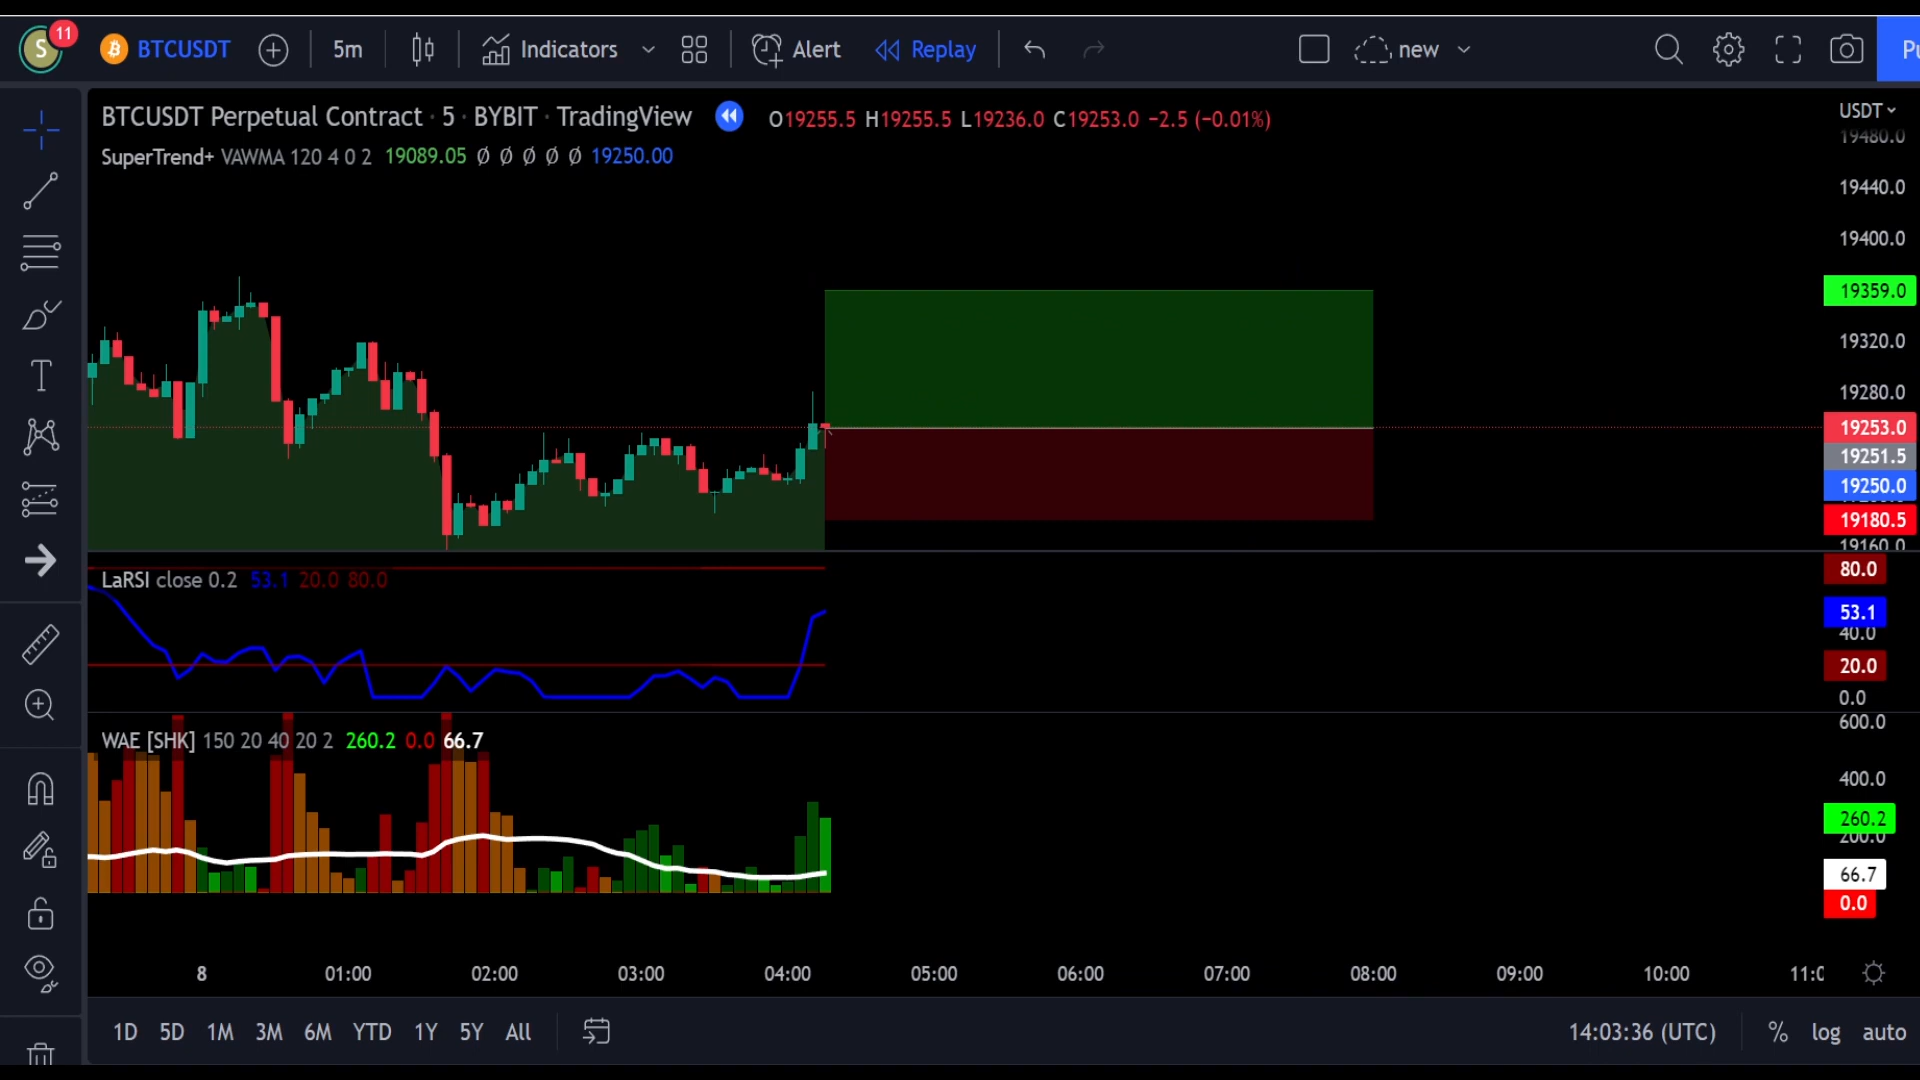 S 11 BTCUSDT 5m Indicators Alert Replay new Pu
BTCUSDT Perpetual Contract · 5 · BYBIT · TradingView O19255.5 H19255.5 L19236.0 C19253.0 −2.5 (−0.01%)
SuperTrend+ VAWMA 120 4 0 2 19089.05 Ø Ø Ø Ø Ø 19250.00
USDT
19480.0
19440.0
19400.0
19359.0
19320.0
19280.0
19253.0
19251.5
19250.0
19180.5
19160.0
LaRSI close 0.2 53.1 20.0 80.0
80.0
53.1
40.0
20.0
0.0
WAE [SHK] 150 20 40 20 2 260.2 0.0 66.7
600.0
400.0
260.2
200.0
66.7
0.0
8 01:00 02:00 03:00 04:00 05:00 06:00 07:00 08:00 09:00 10:00 11:0
1D 5D 1M 3M 6M YTD 1Y 5Y All 14:03:36 (UTC) % log auto